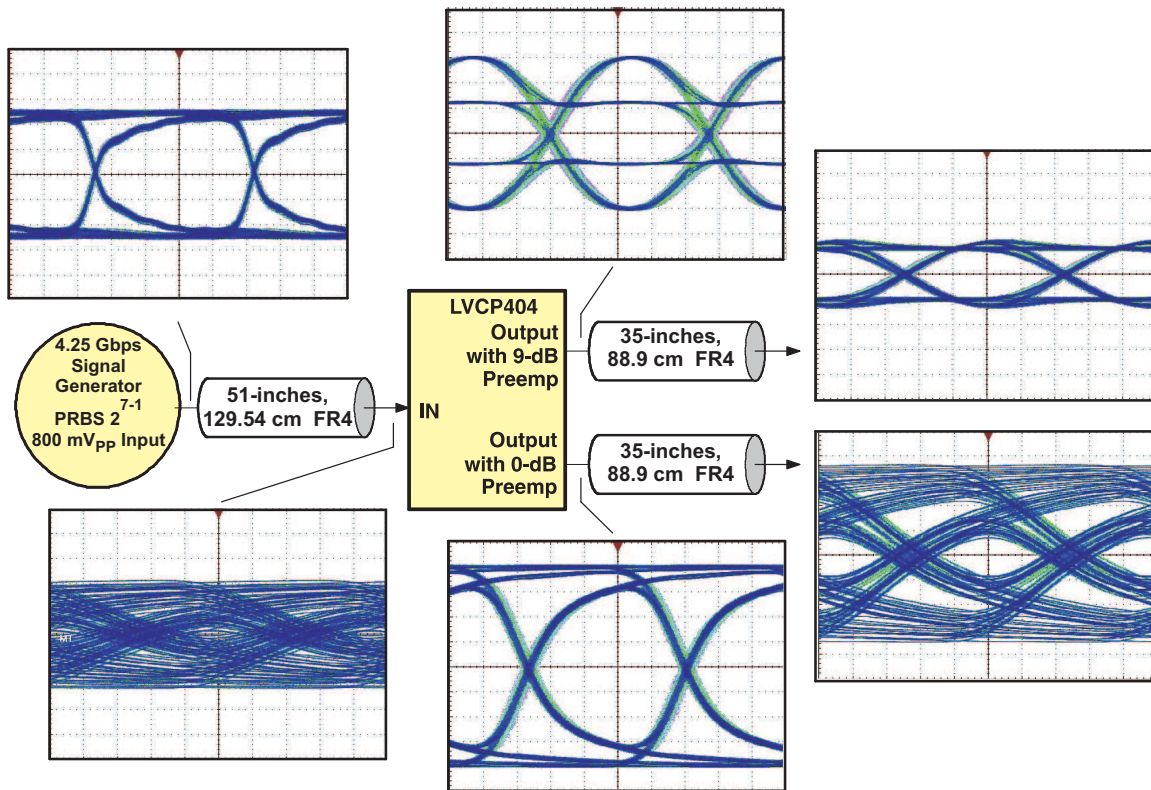 4.25 Gbps
Signal
Generator
PRBS 2^7-1
800 mVPP Input
51-inches,
129.54 cm FR4
LVCP404
Output
with 9-dB
Preemp
IN
Output
with 0-dB
Preemp
35-inches,
88.9 cm FR4
35-inches,
88.9 cm FR4
M1